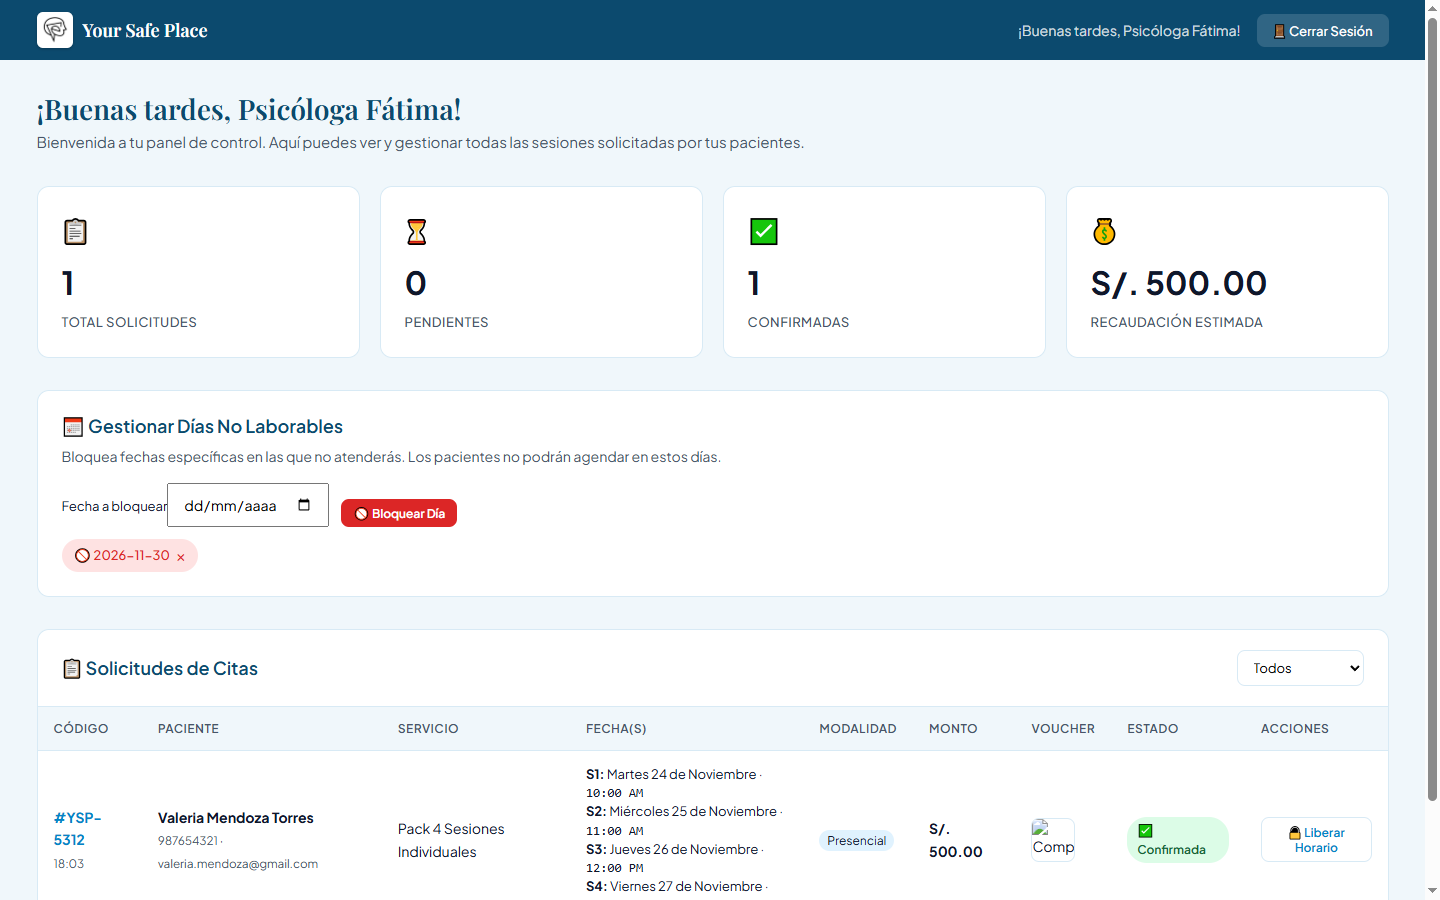 Your Safe Place
¡Buenas tardes, Psicóloga Fátima!
Cerrar Sesión
¡Buenas tardes, Psicóloga Fátima!
Bienvenida a tu panel de control. Aquí puedes ver y gestionar todas las sesiones solicitadas por tus pacientes.
1
TOTAL SOLICITUDES
0
PENDIENTES
1
CONFIRMADAS
S/. 500.00
RECAUDACIÓN ESTIMADA
Gestionar Días No Laborables
Bloquea fechas específicas en las que no atenderás. Los pacientes no podrán agendar en estos días.
Fecha a bloquear
dd/mm/aaaa
Bloquear Día
2026-11-30 ×
Solicitudes de Citas
Todos
CÓDIGO PACIENTE SERVICIO FECHA(S) MODALIDAD MONTO VOUCHER ESTADO ACCIONES
#YSP-
5312
18:03
Valeria Mendoza Torres
987654321 ·
valeria.mendoza@gmail.com
Pack 4 Sesiones
Individuales
S1: Martes 24 de Noviembre ·
10:00 AM
S2: Miércoles 25 de Noviembre ·
11:00 AM
S3: Jueves 26 de Noviembre ·
12:00 PM
S4: Viernes 27 de Noviembre ·
Presencial
S/.
500.00
Comp
Confirmada
Liberar
Horario